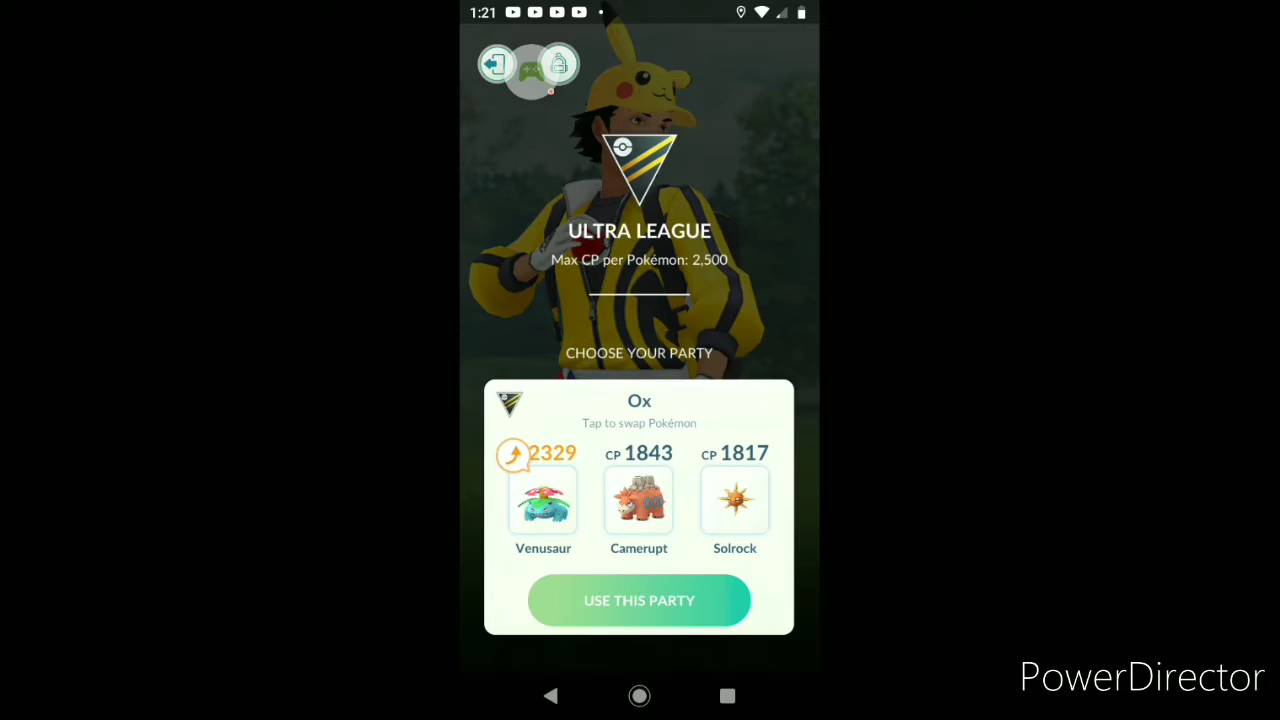 1:21
ULTRA LEAGUE
Max CP per Pokémon: 2,500
CHOOSE YOUR PARTY
Ox
Tap to swap Pokémon
2329 CP 1843 CP 1817
Venusaur Camerupt Solrock
USE THIS PARTY
PowerDirector